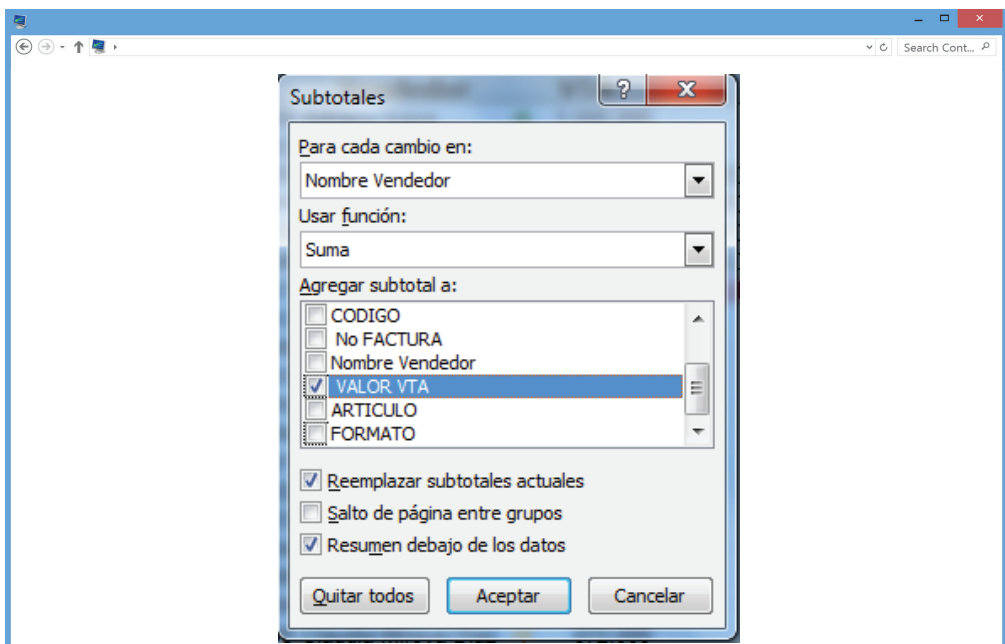 Search Cont...
Subtotales
Para cada cambio en:
Nombre Vendedor
Usar función:
Suma
Agregar subtotal a:
CODIGO
No FACTURA
Nombre Vendedor
VALOR VTA
ARTICULO
FORMATO
Reemplazar subtotales actuales
Salto de página entre grupos
Resumen debajo de los datos
Quitar todos Aceptar Cancelar